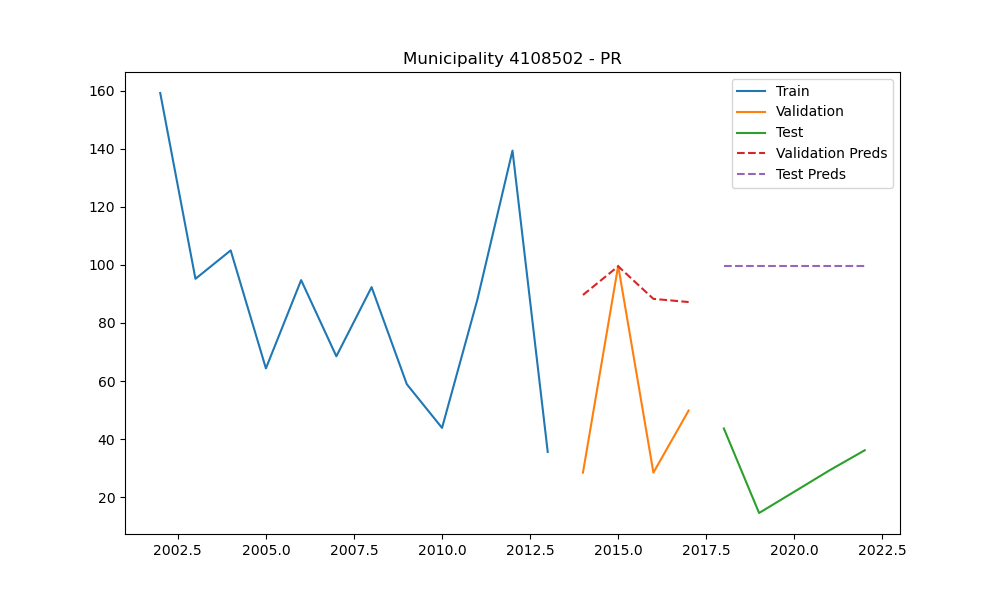 Municipality 4108502 - PR
160
140
120
100
80
60
40
20
2002.5 2005.0 2007.5 2010.0 2012.5 2015.0 2017.5 2020.0 2022.5
Train
Validation
Test
Validation Preds
Test Preds